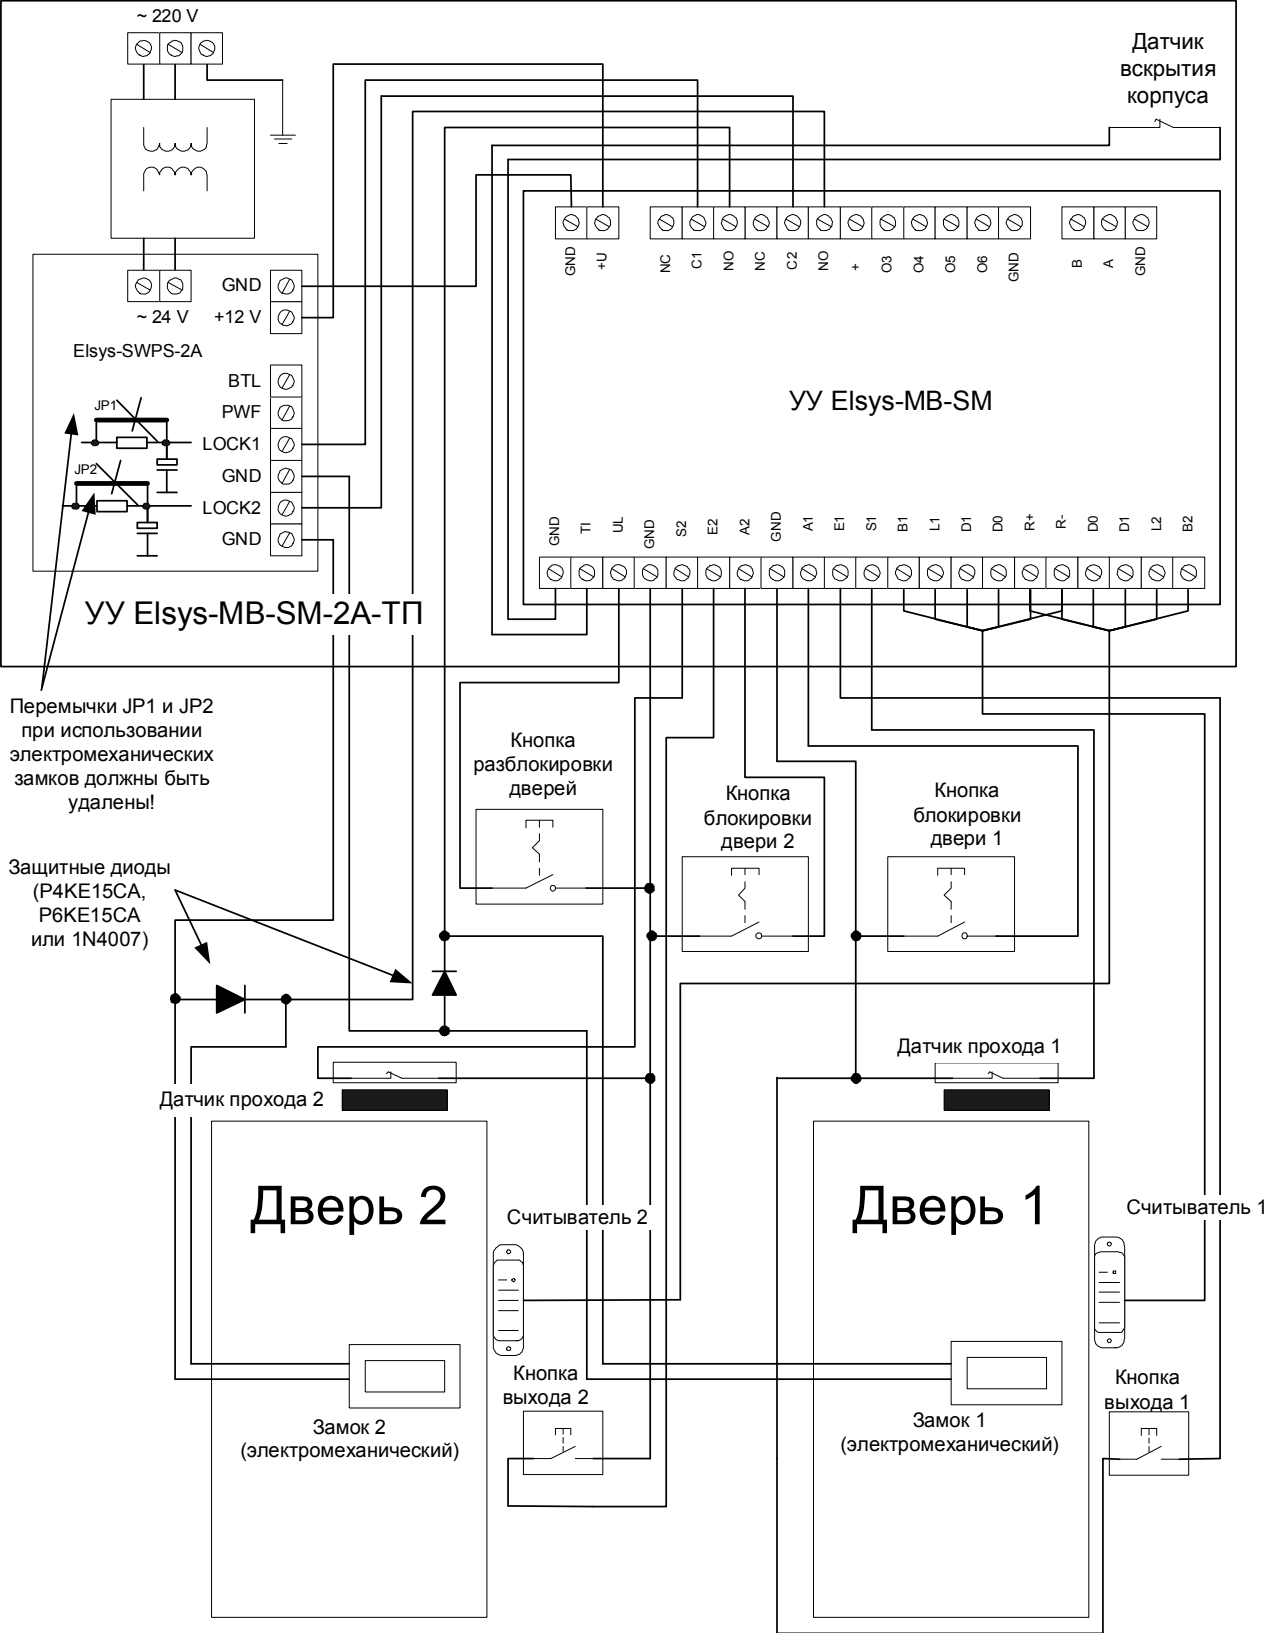 ~ 220 V
Датчик
вскрытия
корпуса
GND
+U
NC
C1
NO
NC
C2
NO
+
O3
O4
O5
O6
GND
B
A
GND
~ 24 V
GND
+12 V
Elsys-SWPS-2A
BTL
PWF
LOCK1
GND
LOCK2
GND
JP1
JP2
УУ Elsys-MB-SM
GND
TI
UL
GND
S2
E2
A2
GND
A1
E1
S1
B1
L1
D1
D0
R+
R-
D0
D1
L2
B2
УУ Elsys-MB-SM-2A-ТП
Перемычки JP1 и JP2
при использовании
электромеханических
замков должны быть
удалены!
Кнопка
разблокировки
дверей
Кнопка
блокировки
двери 2
Кнопка
блокировки
двери 1
Защитные диоды
(P4KE15CA,
P6KE15CA
или 1N4007)
Датчик прохода 2
Датчик прохода 1
Дверь 2
Считыватель 2
Дверь 1
Считыватель 1
Кнопка
выхода 2
Кнопка
выхода 1
Замок 2
(электромеханический)
Замок 1
(электромеханический)